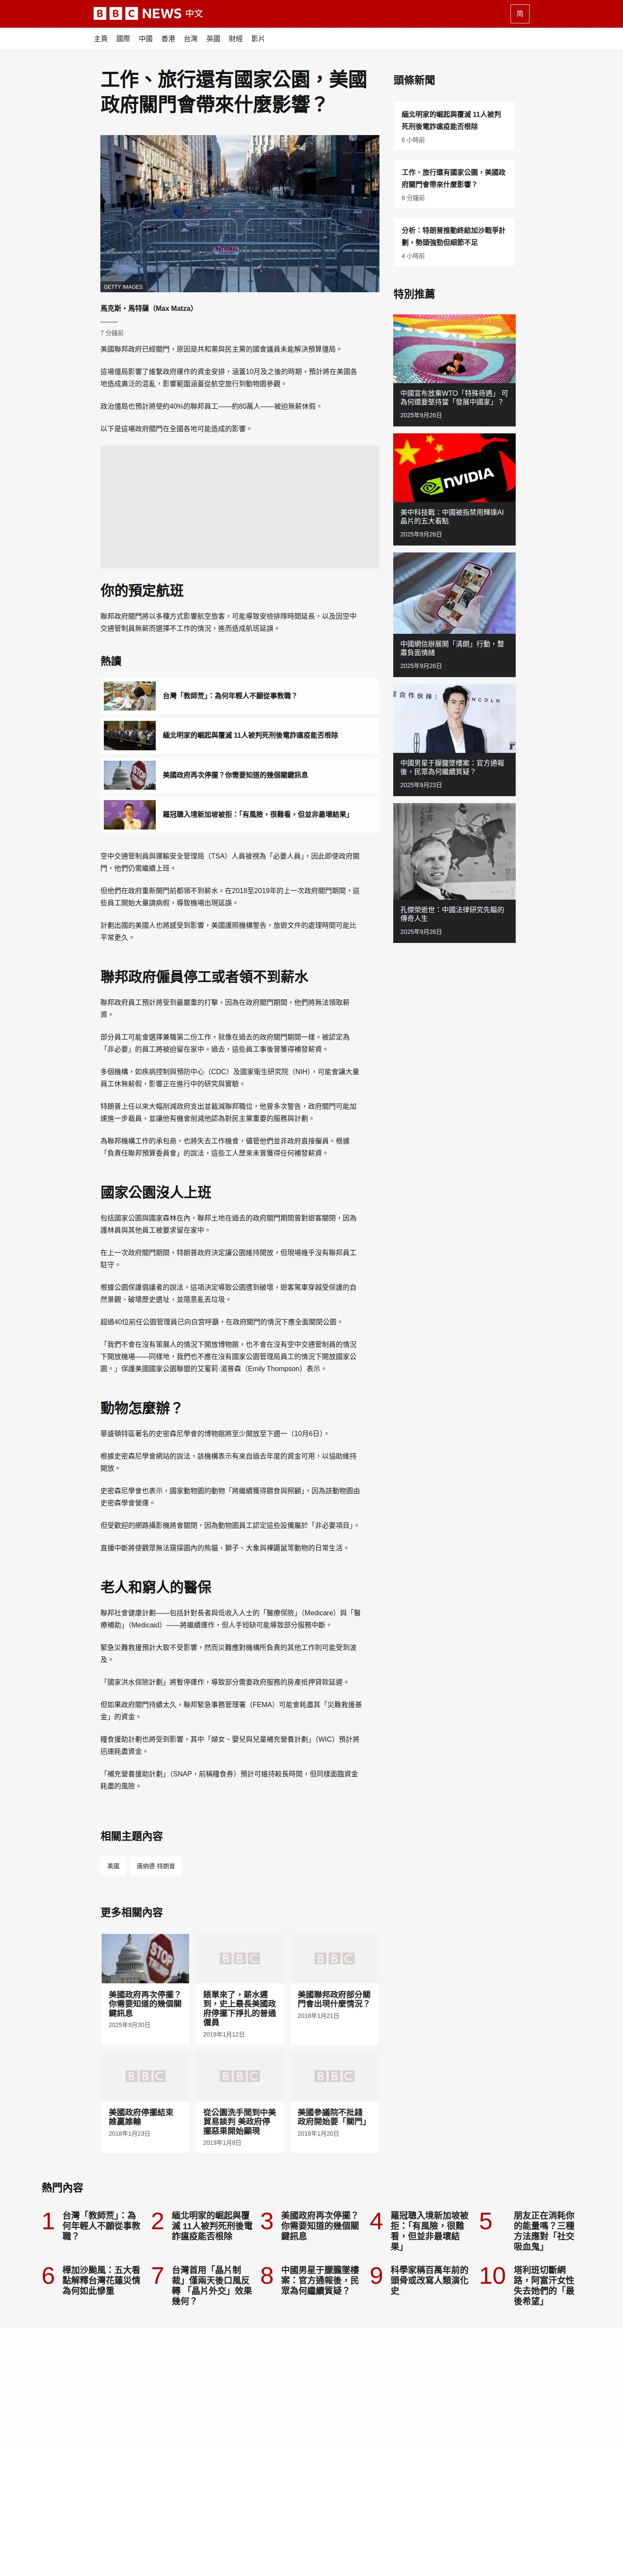 BBC NEWS 中文
简
主頁 國際 中國 香港 台灣 英國 財經 影片
工作、旅行還有國家公園，美國
政府關門會帶來什麼影響？
GETTY IMAGES
馬克斯·馬特薩（Max Matza）
7 分鐘前
美國聯邦政府已經關門，原因是共和黨與民主黨的國會議員未能解決預算僵局。
這場僵局影響了維繫政府運作的資金安排，涵蓋10月及之後的時期，預計將在美國各
地造成廣泛的混亂，影響範圍涵蓋從航空旅行到動物園參觀。
政治僵局也預計將使約40%的聯邦員工——約80萬人——被迫無薪休假。
以下是這場政府關門在全國各地可能造成的影響。
你的預定航班
聯邦政府關門將以多種方式影響航空旅客，可能導致安檢排隊時間延長，以及因空中
交通管制員無薪而選擇不工作的情況，進而造成航班延誤。
熱讀
台灣「教師荒」：為何年輕人不願從事教職？
緬北明家的崛起與覆滅 11人被判死刑後電詐瘟疫能否根除
美國政府再次停擺？你需要知道的幾個關鍵訊息
羅冠聰入境新加坡被拒：「有風險，很難看，但並非最壞結果」
空中交通管制員與運輸安全管理局（TSA）人員被視為「必要人員」，因此即使政府關
門，他們仍需繼續上班。
但他們在政府重新開門前都領不到薪水。在2018至2019年的上一次政府關門期間，這
些員工開始大量請病假，導致機場出現延誤。
計劃出國的美國人也將感受到影響，美國護照機構警告，旅遊文件的處理時間可能比
平常更久。
聯邦政府僱員停工或者領不到薪水
聯邦政府員工預計將受到最嚴重的打擊，因為在政府關門期間，他們將無法領取薪
資。
部分員工可能會選擇兼職第二份工作，就像在過去的政府關門期間一樣。被認定為
「非必要」的員工將被迫留在家中。過去，這些員工事後曾獲得補發薪資。
多個機構，如疾病控制與預防中心（CDC）及國家衛生研究院（NIH），可能會讓大量
員工休無薪假，影響正在進行中的研究與實驗。
特朗普上任以來大幅削減政府支出並裁減聯邦職位，他曾多次警告，政府關門可能加
速進一步裁員，並讓他有機會削減他認為對民主黨重要的服務與計劃。
為聯邦機構工作的承包商，也將失去工作機會，儘管他們並非政府直接僱員。根據
「負責任聯邦預算委員會」的說法，這些工人歷來未曾獲得任何補發薪資。
國家公園沒人上班
包括國家公園與國家森林在內，聯邦土地在過去的政府關門期間曾對遊客關閉，因為
護林員與其他員工被要求留在家中。
在上一次政府關門期間，特朗普政府決定讓公園維持開放，但現場幾乎沒有聯邦員工
駐守。
根據公園保護倡議者的說法，這項決定導致公園遭到破壞，遊客駕車穿越受保護的自
然景觀、破壞歷史遺址，並隨意亂丟垃圾。
超過40位前任公園管理員已向白宮呼籲，在政府關門的情況下應全面關閉公園。
「我們不會在沒有策展人的情況下開放博物館，也不會在沒有空中交通管制員的情況
下開放機場——同樣地，我們也不應在沒有國家公園管理局員工的情況下開放國家公
園。」保護美國國家公園聯盟的艾蜜莉·湯普森（Emily Thompson）表示。
動物怎麼辦？
華盛頓特區著名的史密森尼學會的博物館將至少開放至下週一（10月6日）。
根據史密森尼學會網站的說法，該機構表示有來自過去年度的資金可用，以協助維持
開放。
史密森尼學會也表示，國家動物園的動物「將繼續獲得餵食與照顧」，因為該動物園由
史密森學會營運。
但受歡迎的網路攝影機將會關閉，因為動物園員工認定這些設備屬於「非必要項目」。
直播中斷將使觀眾無法窺探園內的熊貓、獅子、大象與裸鼴鼠等動物的日常生活。
老人和窮人的醫保
聯邦社會健康計劃——包括針對長者與低收入人士的「醫療保險」（Medicare）與「醫
療補助」（Medicaid）——將繼續運作，但人手短缺可能導致部分服務中斷。
緊急災難救援預計大致不受影響，然而災難應對機構所負責的其他工作則可能受到波
及。
「國家洪水保險計劃」將暫停運作，導致部分需要政府服務的房產抵押貸款延遲。
但如果政府關門持續太久，聯邦緊急事務管理署（FEMA）可能會耗盡其「災難救援基
金」的資金。
糧食援助計劃也將受到影響，其中「婦女、嬰兒與兒童補充營養計劃」（WIC）預計將
迅速耗盡資金。
「補充營養援助計劃」（SNAP，前稱糧食券）預計可維持較長時間，但同樣面臨資金
耗盡的風險。
相關主題內容
美國 唐納德·特朗普
更多相關內容
美國政府再次停擺？
你需要知道的幾個關
鍵訊息
2025年9月30日
賬單來了，薪水遲
到，史上最長美國政
府停擺下掙扎的普通
僱員
2019年1月12日
美國聯邦政府部分關
門會出現什麼情況？
2018年1月21日
美國政府停擺結束
誰贏誰輸
2018年1月23日
從公園洗手間到中美
貿易談判 美政府停
擺惡果開始顯現
2019年1月8日
美國參議院不批錢
政府開始要「關門」
2018年1月20日
頭條新聞
緬北明家的崛起與覆滅 11人被判
死刑後電詐瘟疫能否根除
6 小時前
工作、旅行還有國家公園，美國政
府關門會帶來什麼影響？
8 分鐘前
分析：特朗普推動終結加沙戰爭計
劃，勢頭強勁但細節不足
4 小時前
特別推薦
中國宣布放棄WTO「特殊待遇」 可
為何還要堅持當「發展中國家」？
2025年9月26日
NVIDIA
美中科技戰：中國被指禁用輝達AI
晶片的五大看點
2025年9月26日
中國網信辦展開「清朗」行動，整
肅負面情緒
2025年9月26日
中國男星于朦朧墜樓案：官方通報
後，民眾為何繼續質疑？
2025年9月23日
孔傑榮逝世：中國法律研究先驅的
傳奇人生
2025年9月26日
熱門內容
1 台灣「教師荒」：為
何年輕人不願從事教
職？
2 緬北明家的崛起與覆
滅 11人被判死刑後電
詐瘟疫能否根除
3 美國政府再次停擺？
你需要知道的幾個關
鍵訊息
4 羅冠聰入境新加坡被
拒：「有風險，很難
看，但並非最壞結
果」
5 朋友正在消耗你
的能量嗎？三種
方法應對「社交
吸血鬼」
6 樺加沙颱風：五大看
點解釋台灣花蓮災情
為何如此慘重
7 台灣首用「晶片制
裁」僅兩天後口風反
轉 「晶片外交」效果
幾何？
8 中國男星于朦朧墜樓
案：官方通報後，民
眾為何繼續質疑？
9 科學家稱百萬年前的
頭骨或改寫人類演化
史
10 塔利班切斷網
路，阿富汗女性
失去她們的「最
後希望」